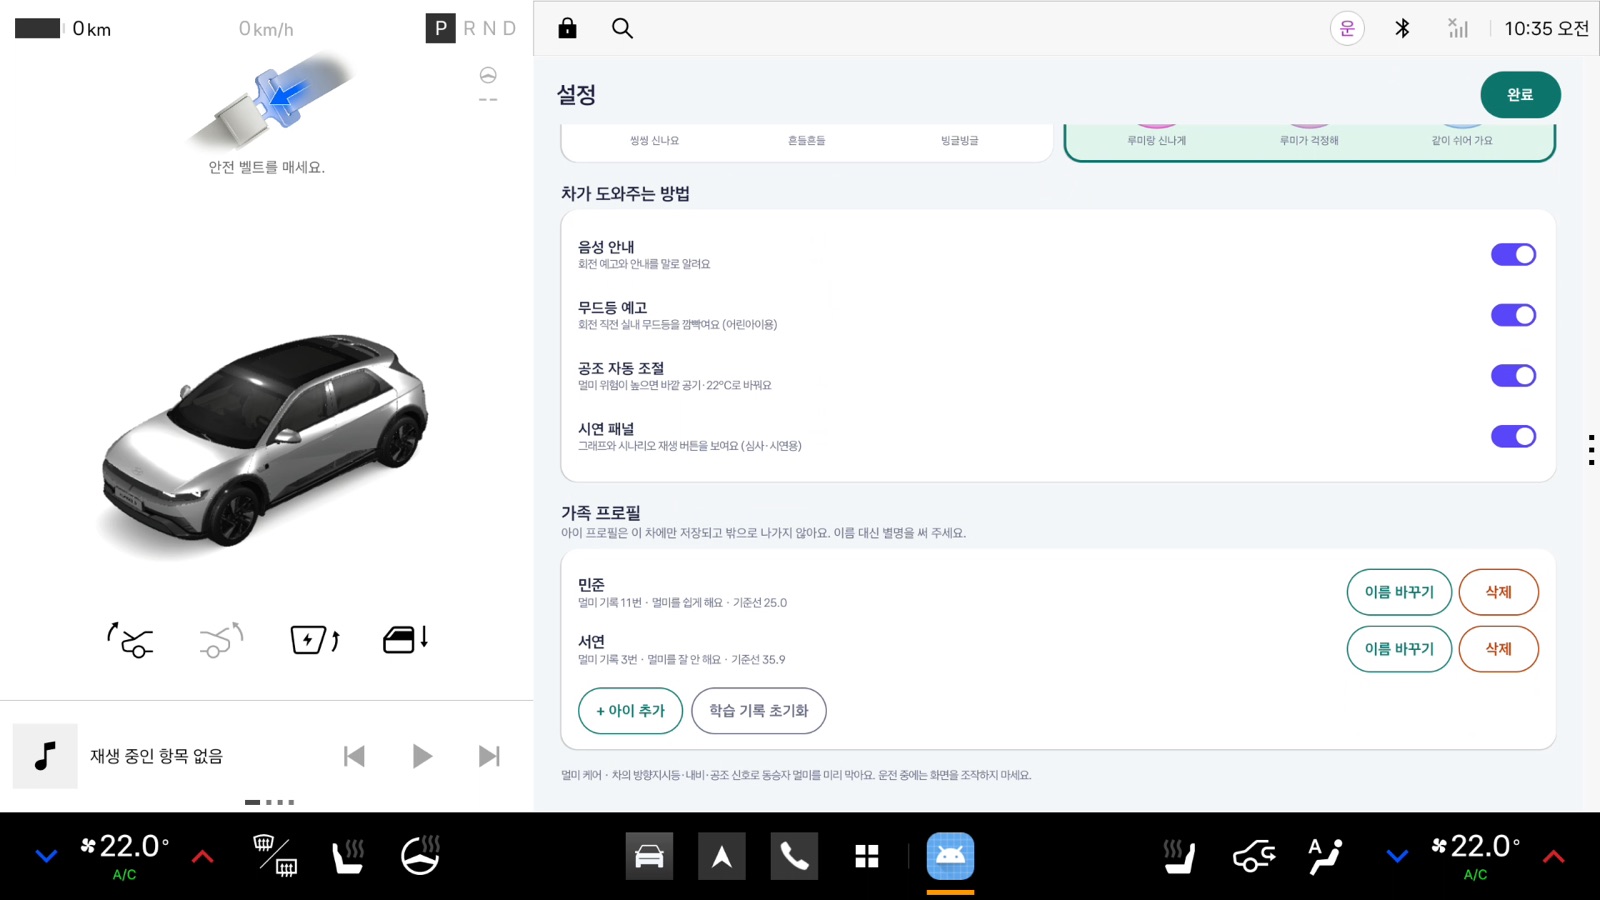 0 km
0 km/h
P R N D
운
10:35 오전
안전 벨트를 매세요.
설정
완료
씽씽 신나요
흔들흔들
빙글빙글
루미랑 신나게
루미가 걱정해
같이 쉬어 가요
차가 도와주는 방법
음성 안내
회전 예고와 안내를 말로 알려요
무드등 예고
회전 직전 실내 무드등을 깜빡여요 (어린아이용)
공조 자동 조절
멀미 위험이 높으면 바깥 공기·22°C로 바꿔요
시연 패널
그래프와 시나리오 재생 버튼을 보여요 (심사·시연용)
가족 프로필
아이 프로필은 이 차에만 저장되고 밖으로 나가지 않아요. 이름 대신 별명을 써 주세요.
민준
멀미 기록 11번 · 멀미를 쉽게 해요 · 기준선 25.0
이름 바꾸기
삭제
서연
멀미 기록 3번 · 멀미를 잘 안 해요 · 기준선 35.9
이름 바꾸기
삭제
+ 아이 추가
학습 기록 초기화
멀미 케어 · 차의 방향지시등·내비·공조 신호로 동승자 멀미를 미리 막아요. 운전 중에는 화면을 조작하지 마세요.
재생 중인 항목 없음
22.0°
A/C
A
22.0°
A/C